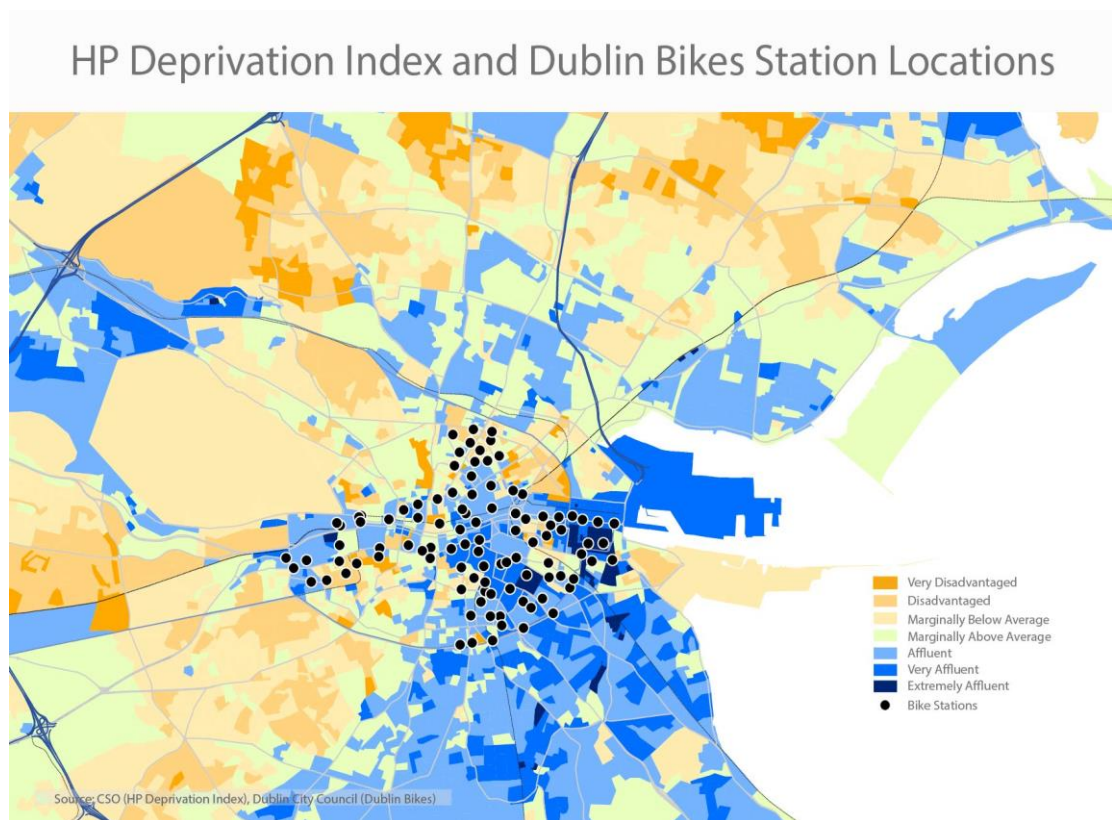 HP Deprivation Index and Dublin Bikes Station Locations
Very Disadvantaged
Disadvantaged
Marginally Below Average
Marginally Above Average
Affluent
Very Affluent
Extremely Affluent
Bike Stations
Source: CSO (HP Deprivation Index), Dublin City Council (Dublin Bikes)